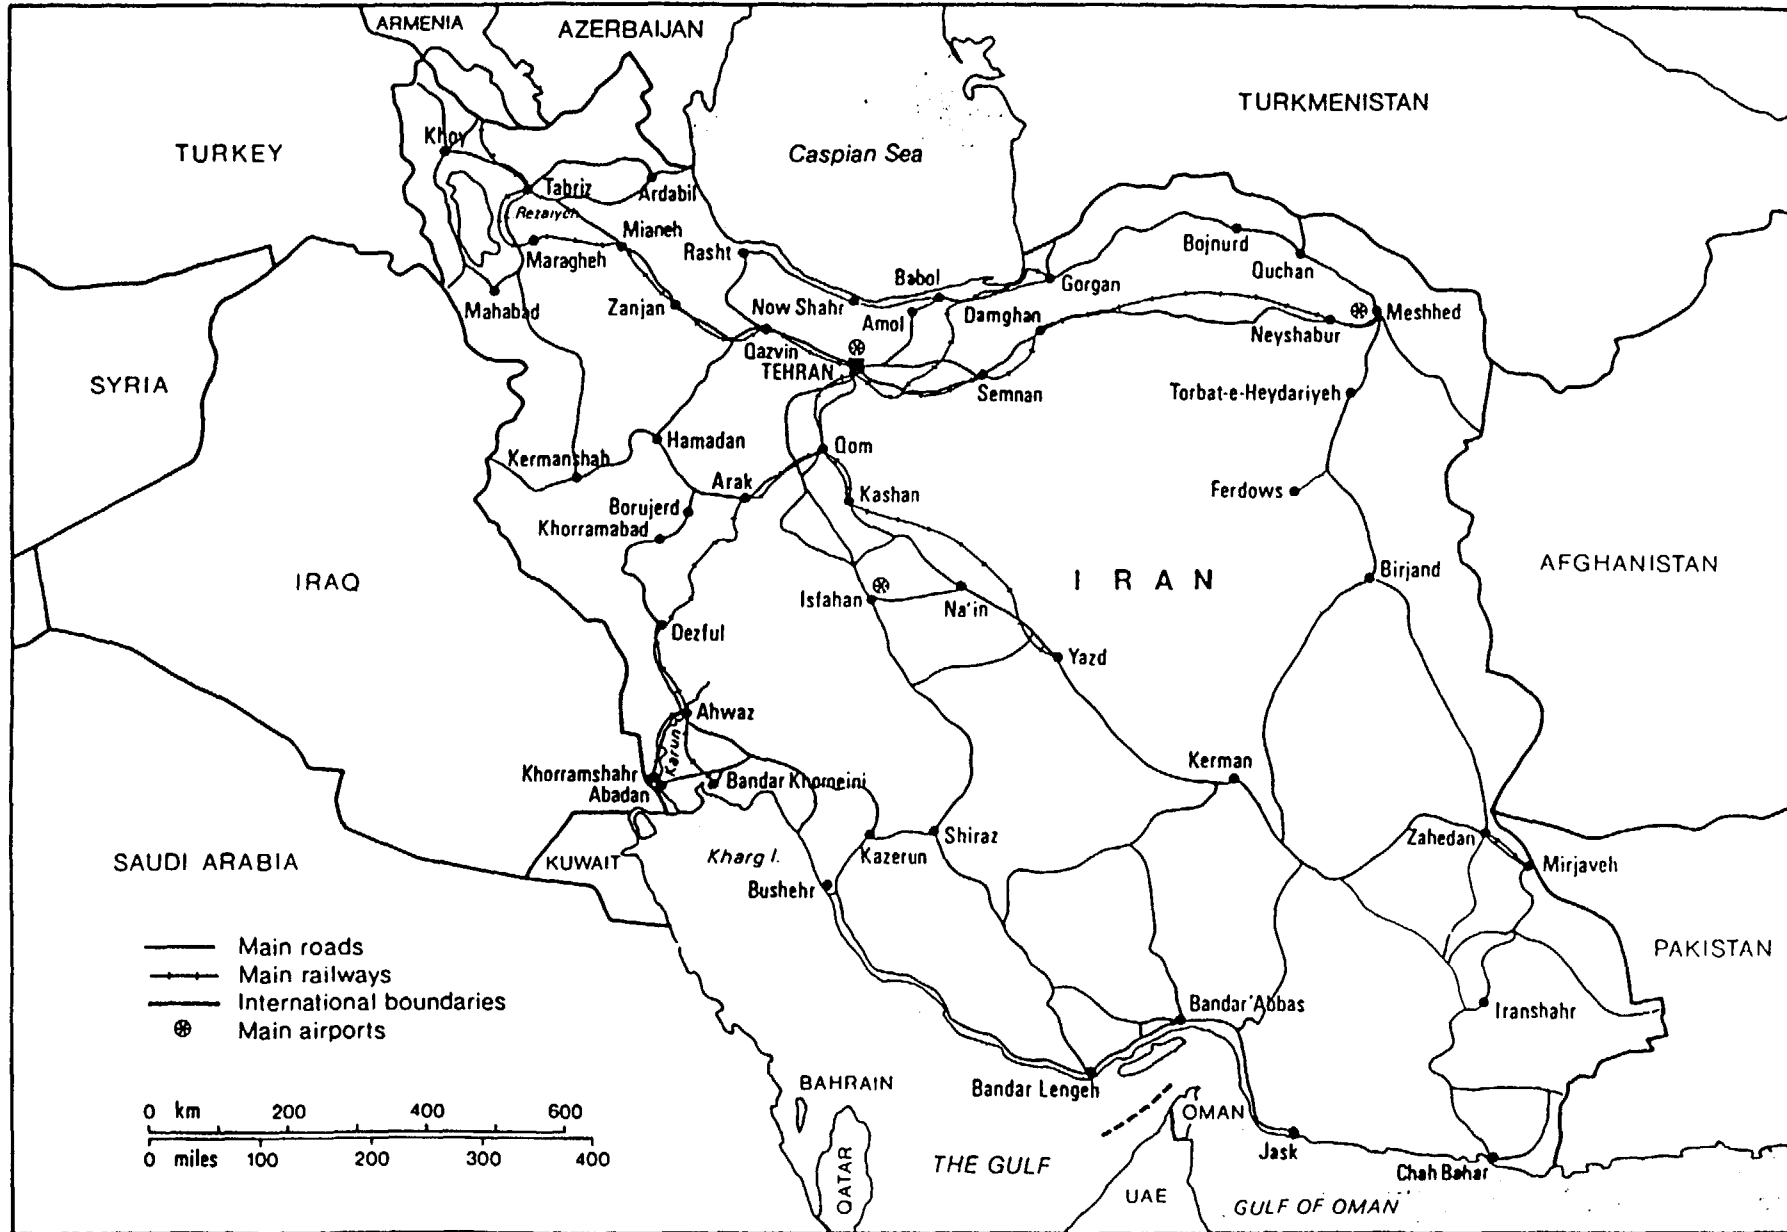 ARMENIA
AZERBAIJAN
TURKMENISTAN
TURKEY
Khoy
Caspian Sea
Tabriz
Ardabil
Rezaiyeh
Mianeh
Maragheh
Rasht
Bojnurd
Quchan
Mahabad
Zanjan
Now Shahr
Babol
Amol
Damghan
Gorgan
Meshhed
Neyshabur
Qazvin
TEHRAN
Semnan
SYRIA
Torbat-e-Heydariyeh
Hamadan
Qom
Kermanshah
Arak
Kashan
Ferdows
Borujerd
Khorramabad
IRAQ
IRAN
Birjand
AFGHANISTAN
Isfahan
Na'in
Dezful
Yazd
Ahwaz
Karun
Kerman
Khorramshahr
Abadan
Bandar Khomeini
Shiraz
Kazerun
Zahedan
Mirjaveh
SAUDI ARABIA
KUWAIT
Kharg I.
Bushehr
PAKISTAN
Main roads
Main railways
International boundaries
Main airports
Bandar 'Abbas
Iranshahr
Bandar Lengeh
BAHRAIN
OMAN
0 km 200 400 600
0 miles 100 200 300 400
QATAR
THE GULF
Jask
Chah Bahar
UAE
GULF OF OMAN